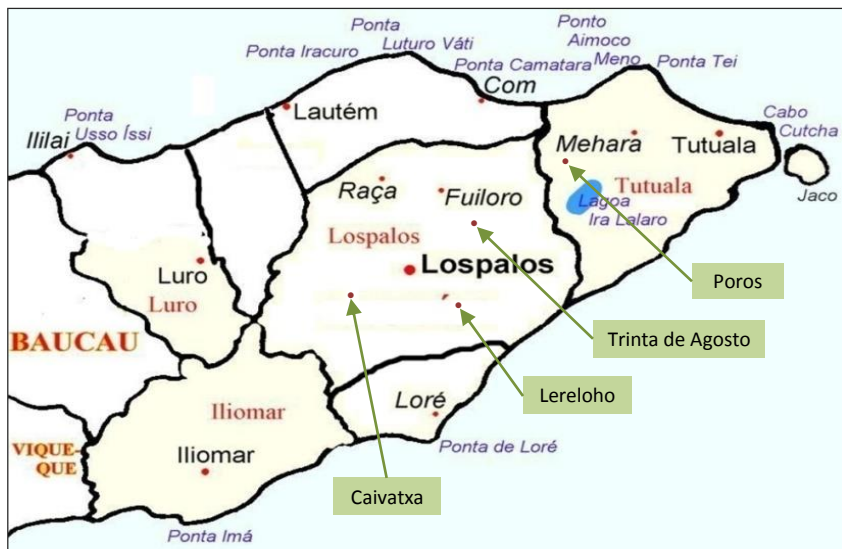 Ponta
Luturo Váti
Ponta Iracuro
Ponto
Aimoco
Meno
Ponta Camatara
Ponta Tei
Com
Ponta
Usso Íssi
Ililai
Lautém
Cabo
Cutcha
Mehara
Tutuala
Raça
Fuiloro
Tutuala
Jaco
Lagoa
Ira Lalaro
Lospalos
Luro
Lospalos
Luro
Poros
BAUCAU
Trinta de Agosto
Iliomar
Loré
Lereloho
VIQUE-
QUE
Iliomar
Ponta de Loré
Caivatxa
Ponta Imá